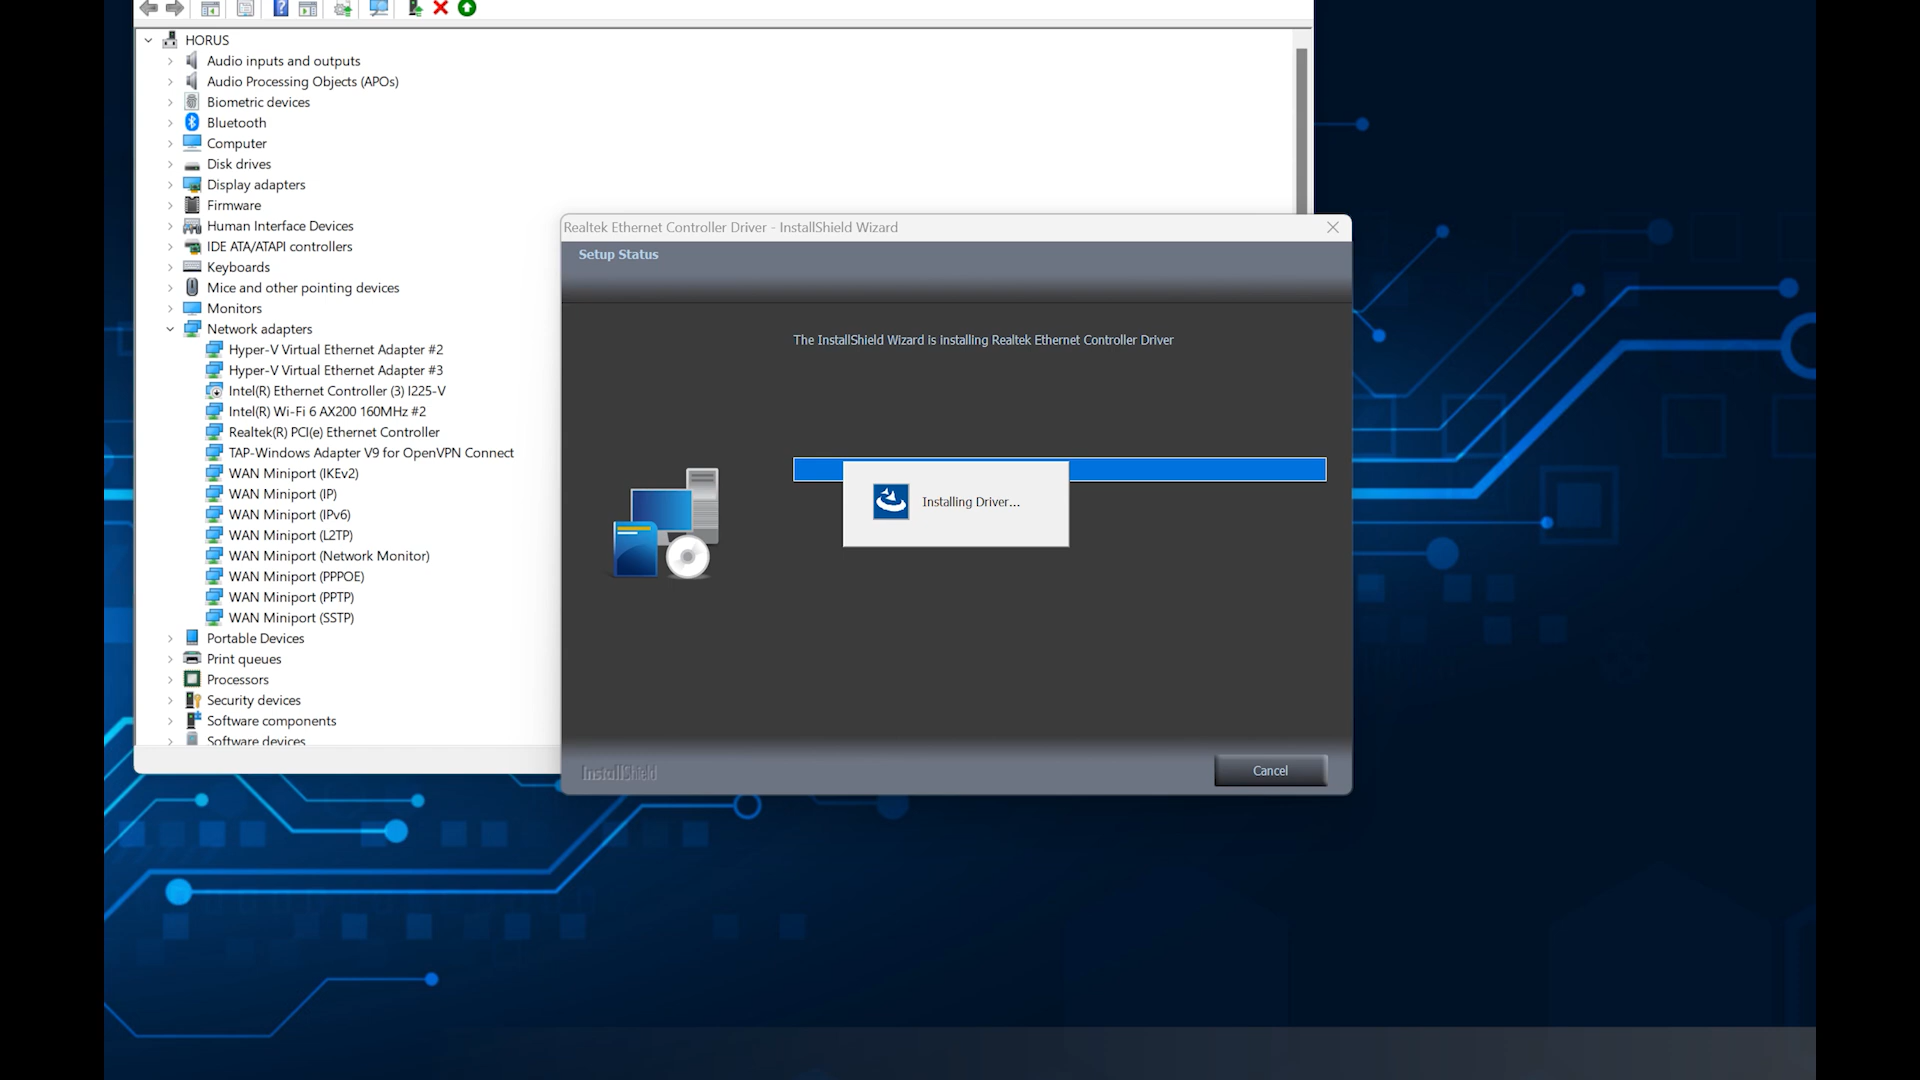 HORUS
Audio inputs and outputs
Audio Processing Objects (APOs)
Biometric devices
Bluetooth
Computer
Disk drives
Display adapters
Firmware
Human Interface Devices
IDE ATA/ATAPI controllers
Keyboards
Mice and other pointing devices
Monitors
Network adapters
Hyper-V Virtual Ethernet Adapter #2
Hyper-V Virtual Ethernet Adapter #3
Intel(R) Ethernet Controller (3) I225-V
Intel(R) Wi-Fi 6 AX200 160MHz #2
Realtek(R) PCI(e) Ethernet Controller
TAP-Windows Adapter V9 for OpenVPN Connect
WAN Miniport (IKEv2)
WAN Miniport (IP)
WAN Miniport (IPv6)
WAN Miniport (L2TP)
WAN Miniport (Network Monitor)
WAN Miniport (PPPOE)
WAN Miniport (PPTP)
WAN Miniport (SSTP)
Portable Devices
Print queues
Processors
Security devices
Software components
Software devices
Realtek Ethernet Controller Driver - InstallShield Wizard
Setup Status
The InstallShield Wizard is installing Realtek Ethernet Controller Driver
Installing Driver...
InstallShield
Cancel